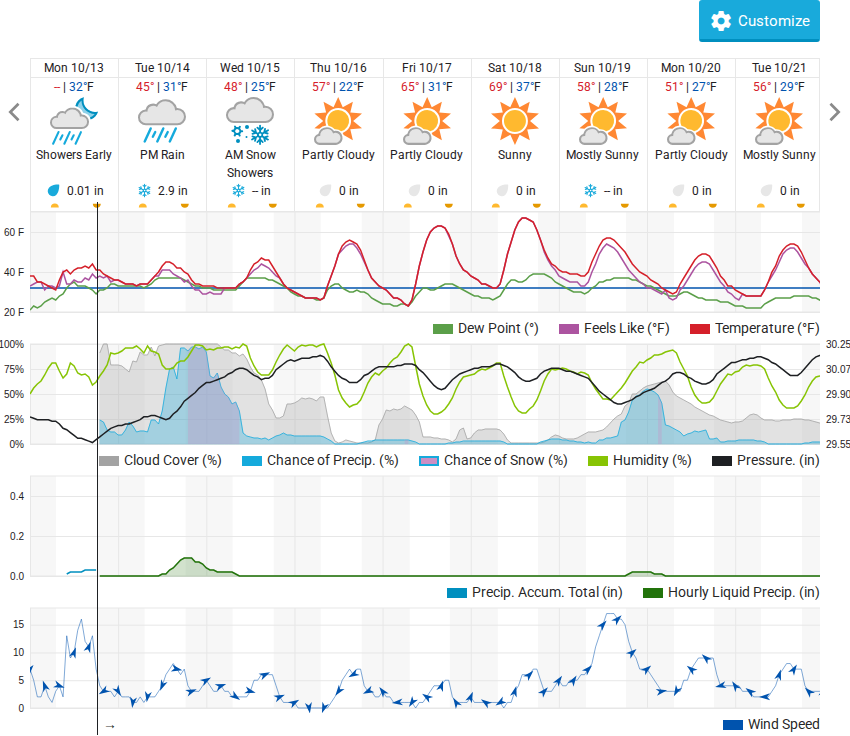 Customize
Mon 10/13 Tue 10/14 Wed 10/15 Thu 10/16 Fri 10/17 Sat 10/18 Sun 10/19 Mon 10/20 Tue 10/21
– | 32°F 45° | 31°F 48° | 25°F 57° | 22°F 65° | 31°F 69° | 37°F 58° | 28°F 51° | 27°F 56° | 29°F
Showers Early PM Rain AM Snow Showers Partly Cloudy Partly Cloudy Sunny Mostly Sunny Partly Cloudy Mostly Sunny
0.01 in 2.9 in – in 0 in 0 in 0 in – in 0 in 0 in
60 F
40 F
20 F
Dew Point (°) Feels Like (°F) Temperature (°F)
100% 30.25
75% 30.07
50% 29.90
25% 29.73
0% 29.55
Cloud Cover (%) Chance of Precip. (%) Chance of Snow (%) Humidity (%) Pressure. (in)
0.4
0.2
0.0
Precip. Accum. Total (in) Hourly Liquid Precip. (in)
15
10
5
0
→
Wind Speed